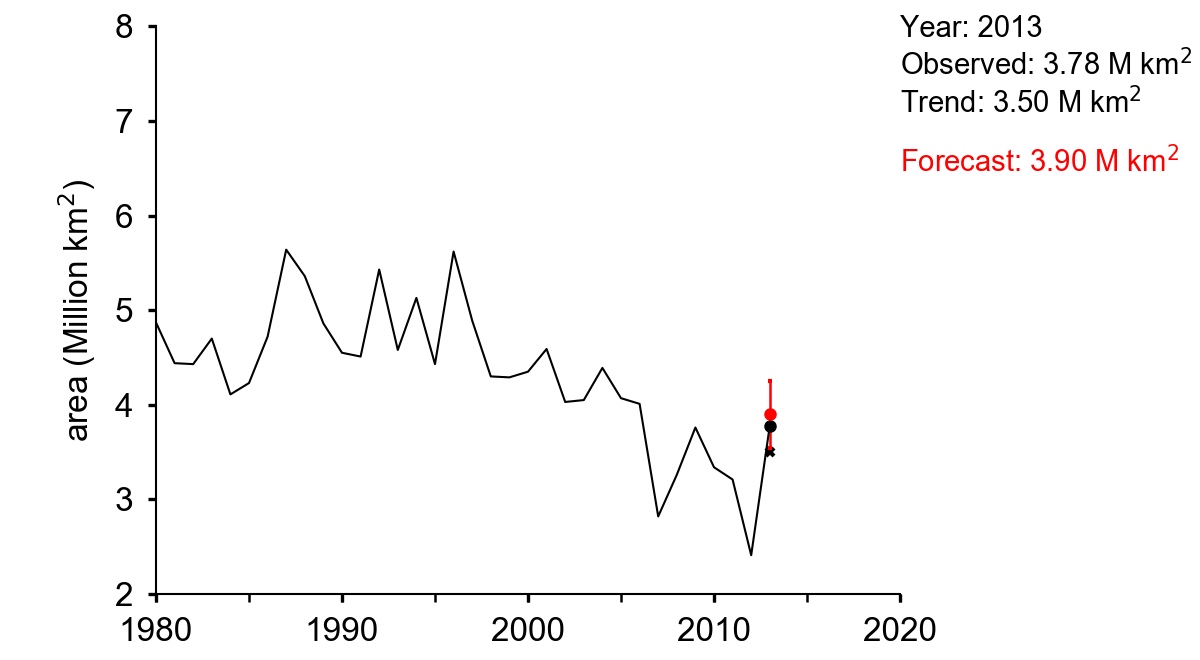 8
7
6
5
4
3
2
area (Million km²)
1980 1990 2000 2010 2020
Year: 2013
Observed: 3.78 M km²
Trend: 3.50 M km²
Forecast: 3.90 M km²